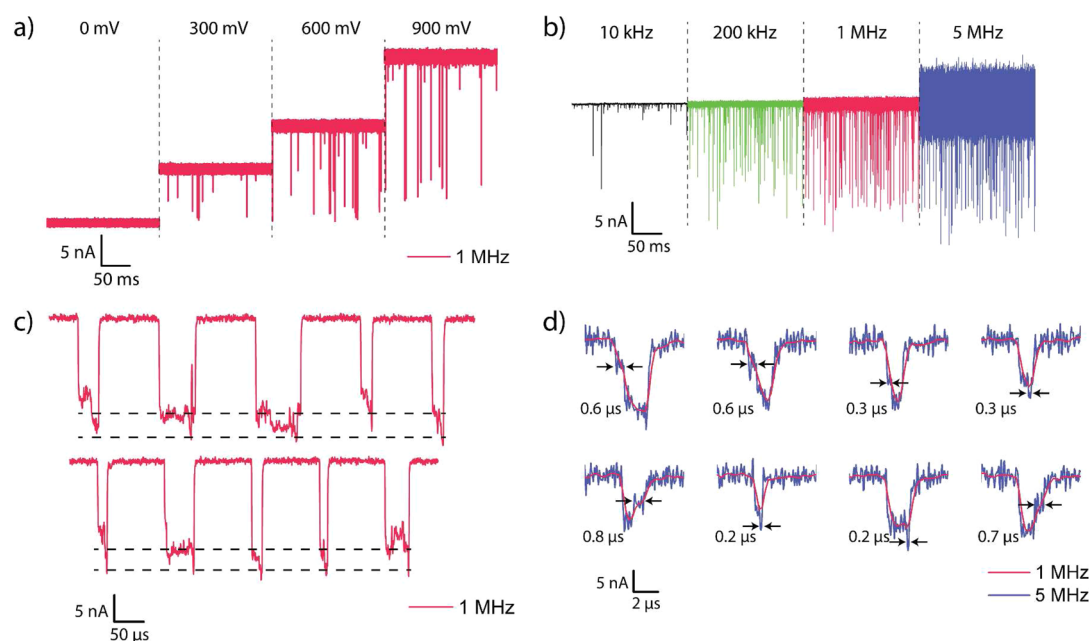 a)
0 mV 300 mV 600 mV 900 mV
5 nA
50 ms
1 MHz
b)
10 kHz 200 kHz 1 MHz 5 MHz
5 nA
50 ms
c)
5 nA
50 µs
1 MHz
d)
0.6 µs 0.6 µs 0.3 µs 0.3 µs
0.8 µs 0.2 µs 0.2 µs 0.7 µs
5 nA
2 µs
1 MHz
5 MHz